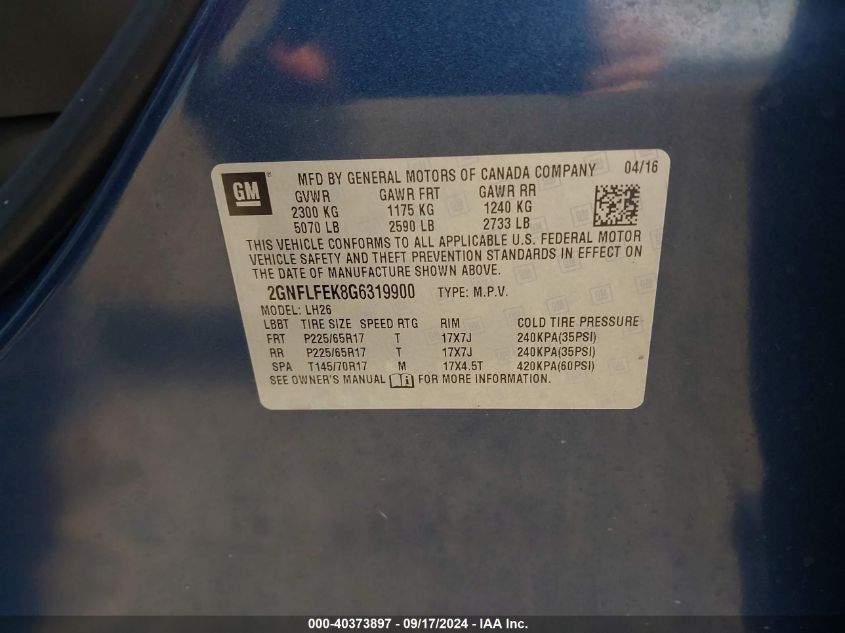 GM
®
MFD BY GENERAL MOTORS OF CANADA COMPANY 04/16
GVWR GAWR FRT GAWR RR
2300 KG 1175 KG 1240 KG
5070 LB 2590 LB 2733 LB
THIS VEHICLE CONFORMS TO ALL APPLICABLE U.S. FEDERAL MOTOR
VEHICLE SAFETY AND THEFT PREVENTION STANDARDS IN EFFECT ON
THE DATE OF MANUFACTURE SHOWN ABOVE.
2GNFLFEK8G6319900 TYPE: M.P.V.
MODEL: LH26
LBBT TIRE SIZE SPEED RTG RIM COLD TIRE PRESSURE
FRT P225/65R17 T 17X7J 240KPA(35PSI)
RR P225/65R17 T 17X7J 240KPA(35PSI)
SPA T145/70R17 M 17X4.5T 420KPA(60PSI)
SEE OWNER'S MANUAL FOR MORE INFORMATION.
000-40373897 - 09/17/2024 - IAA Inc.